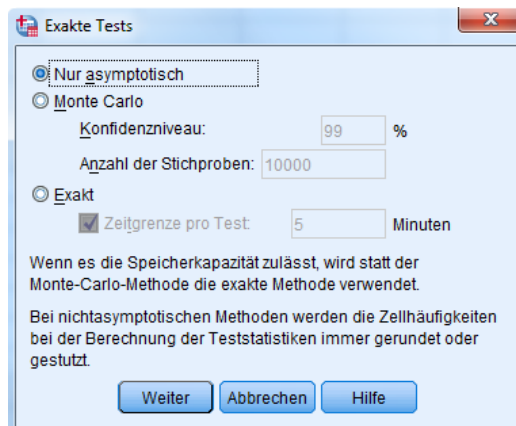 Exakte Tests
Nur asymptotisch
Monte Carlo
Konfidenzniveau: 99 %
Anzahl der Stichproben: 10000
Exakt
Zeitgrenze pro Test: 5 Minuten
Wenn es die Speicherkapazität zulässt, wird statt der
Monte-Carlo-Methode die exakte Methode verwendet.
Bei nichtasymptotischen Methoden werden die Zellhäufigkeiten
bei der Berechnung der Teststatistiken immer gerundet oder
gestutzt.
Weiter Abbrechen Hilfe